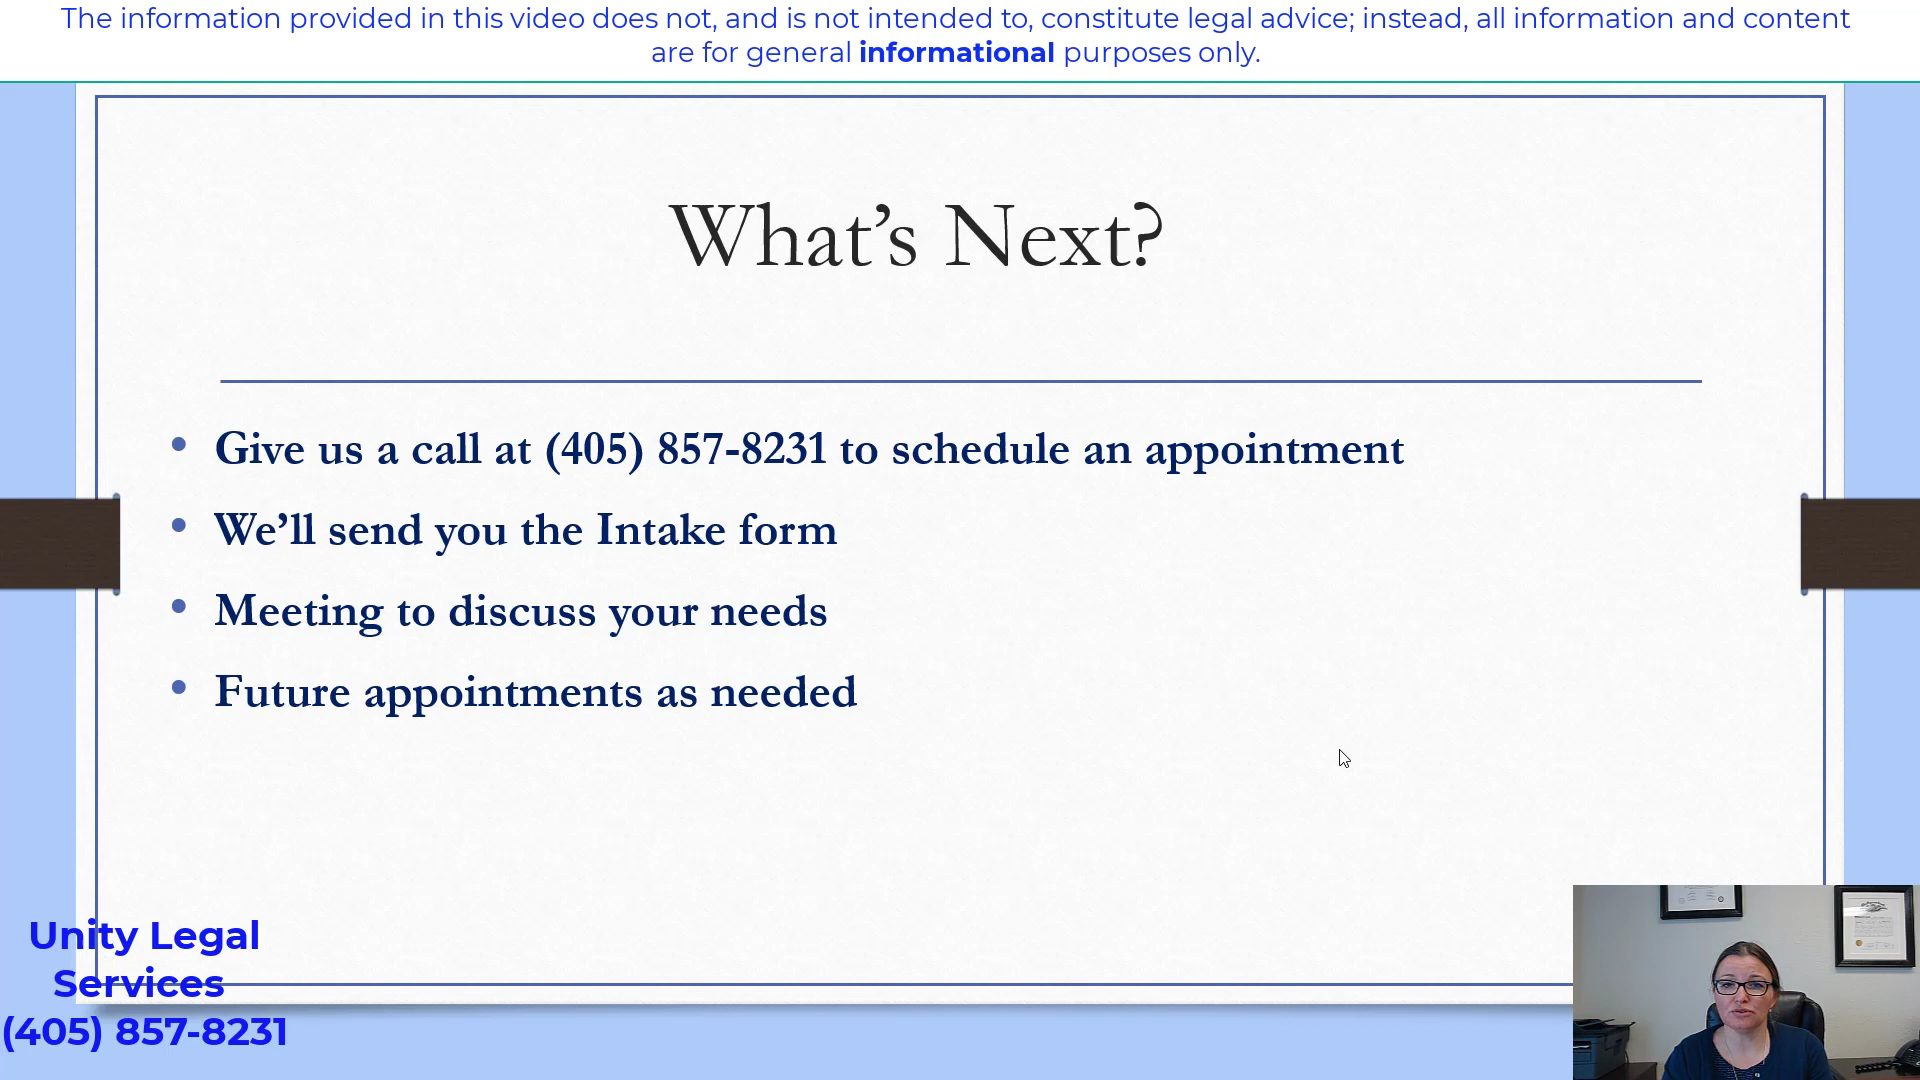 The information provided in this video does not, and is not intended to, constitute legal advice; instead, all information and content
are for general informational purposes only.
What’s Next?
• Give us a call at (405) 857-8231 to schedule an appointment
• We’ll send you the Intake form
• Meeting to discuss your needs
• Future appointments as needed
Unity Legal
Services
(405) 857-8231